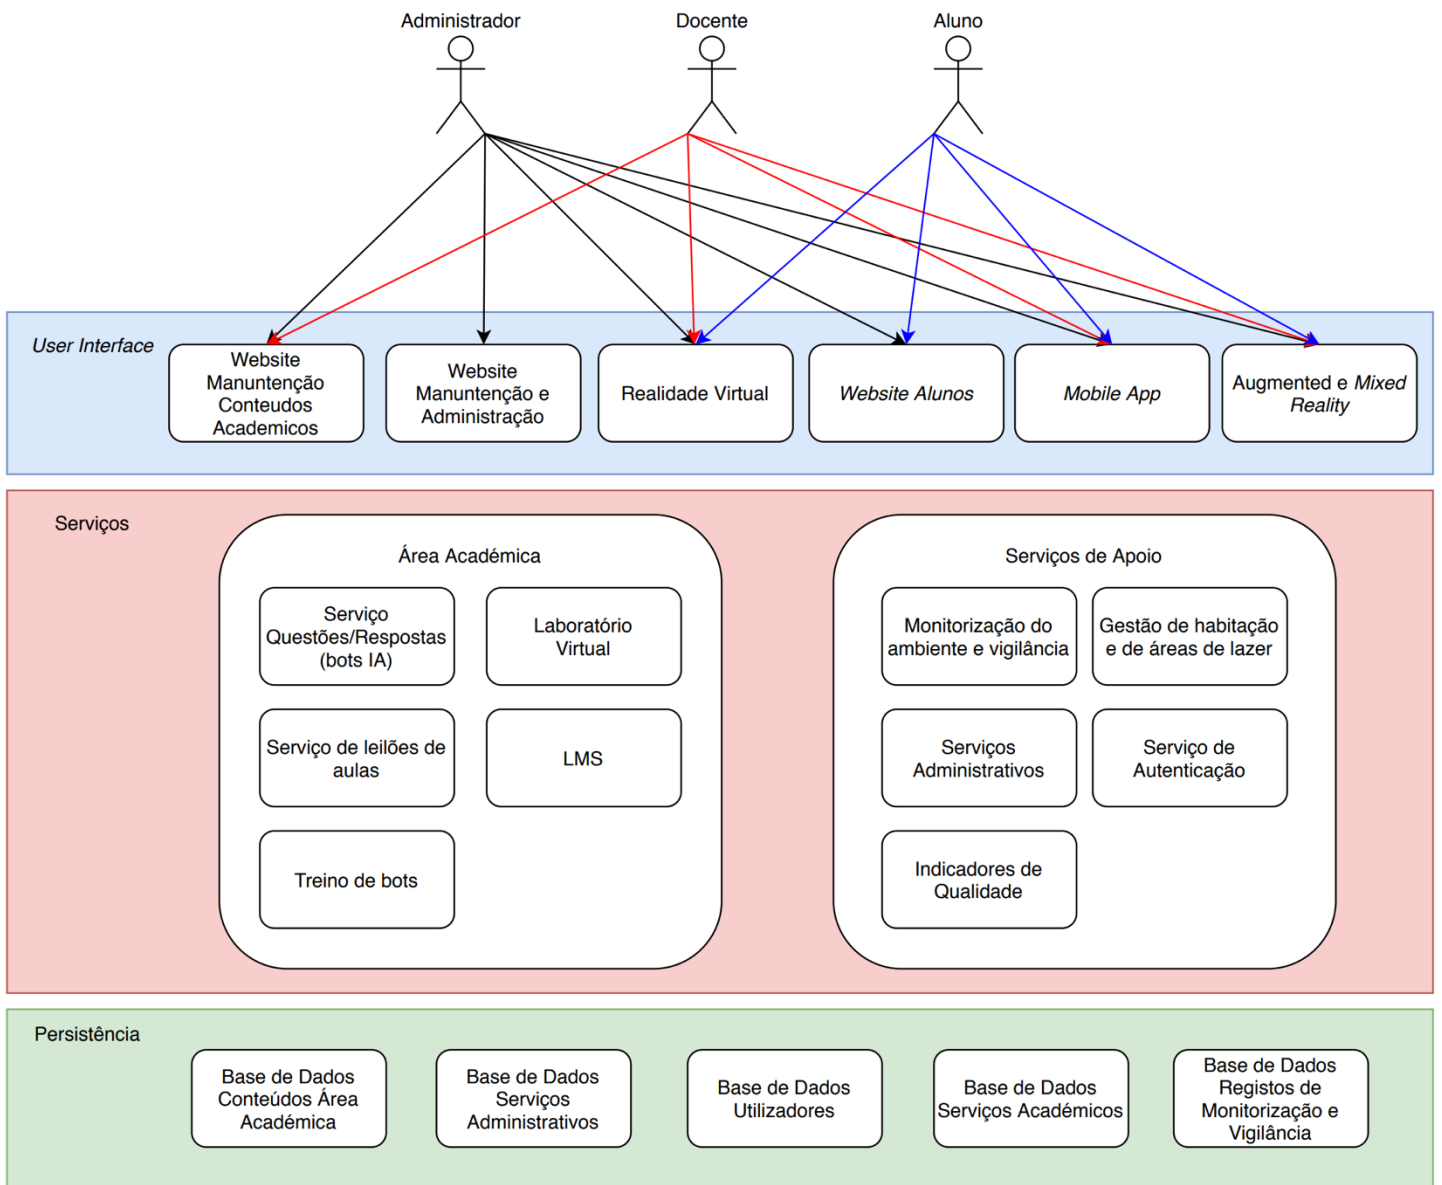 Administrador
Docente
Aluno
User Interface
Website
Manuntenção
Conteudos
Academicos
Website
Manuntenção e
Administração
Realidade Virtual
Website Alunos
Mobile App
Augmented e Mixed
Reality
Serviços
Área Académica
Serviço
Questões/Respostas
(bots IA)
Laboratório
Virtual
Serviço de leilões de
aulas
LMS
Treino de bots
Serviços de Apoio
Monitorização do
ambiente e vigilância
Gestão de habitação
e de áreas de lazer
Serviços
Administrativos
Serviço de
Autenticação
Indicadores de
Qualidade
Persistência
Base de Dados
Conteúdos Área
Académica
Base de Dados
Serviços
Administrativos
Base de Dados
Utilizadores
Base de Dados
Serviços Académicos
Base de Dados
Registos de
Monitorização e
Vigilância